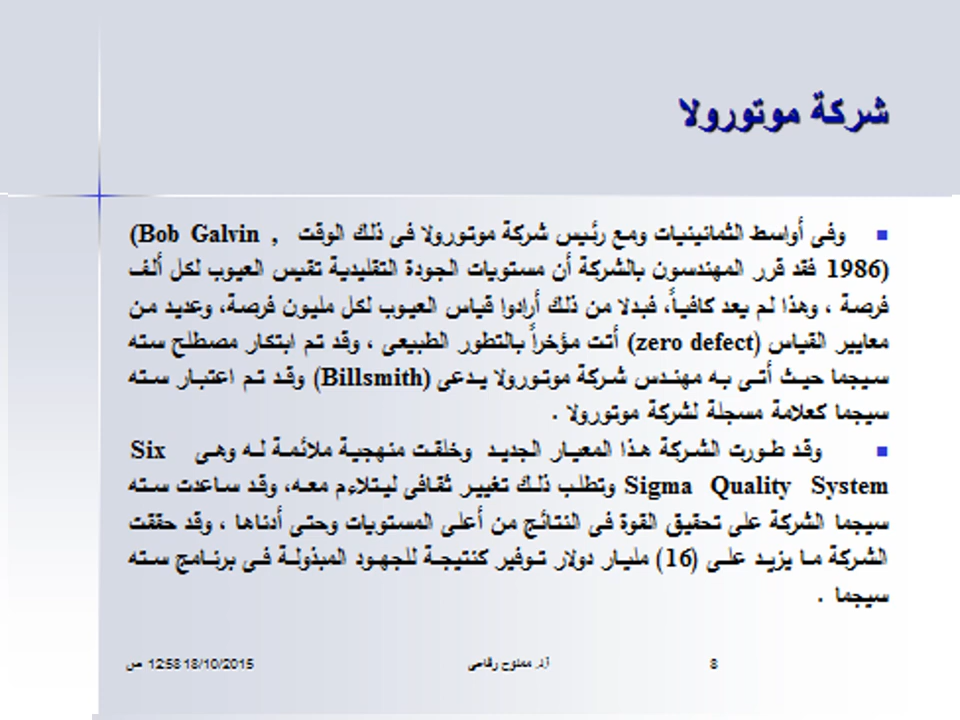 شركة موتورولا
وفى أواسط الثمانينيات ومع رئيس شركة موتورولا فى ذلك الوقت , Bob Galvin)
1986) فقد قرر المهندسون بالشركة أن مستويات الجودة التقليدية تقيس العيوب لكل ألف
فرصة ، وهذا لم يعد كافياً، فبدلا من ذلك أرادوا قياس العيوب لكل مليون فرصة، وعديد من
معايير القياس (zero defect) أتت مؤخراً بالتطور الطبيعى ، وقد تم ابتكار مصطلح سته
سيجما حيث أتى به مهندس شركة موتورولا يدعى (Billsmith) وقد تم اعتبار سته
سيجما كعلامة مسجلة لشركة موتورولا .
وقد طورت الشركة هذا المعيار الجديد وخلقت منهجية ملائمة له وهى Six
Sigma Quality System وتطلب ذلك تغيير ثقافى ليتلاءم معه، وقد ساعدت سته
سيجما الشركة على تحقيق القوة فى النتائج من أعلى المستويات وحتى أدناها ، وقد حققت
الشركة ما يزيد على (16) مليار دولار توفير كنتيجة للجهود المبذولة فى برنامج سته
سيجما .
8 أ.د. ممدوح رفاعى 18/10/2015 12:58 ص